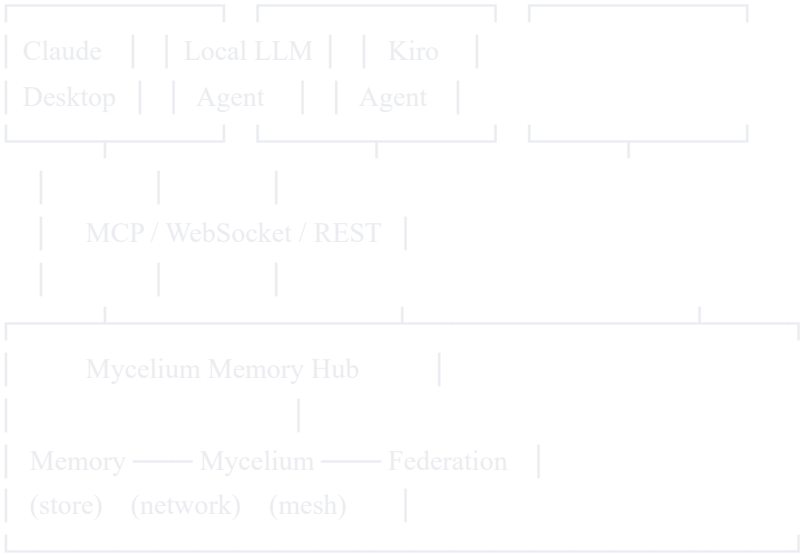 Claude Local LLM Kiro
Desktop Agent Agent
MCP / WebSocket / REST
Mycelium Memory Hub
Memory Mycelium Federation
(store) (network) (mesh)